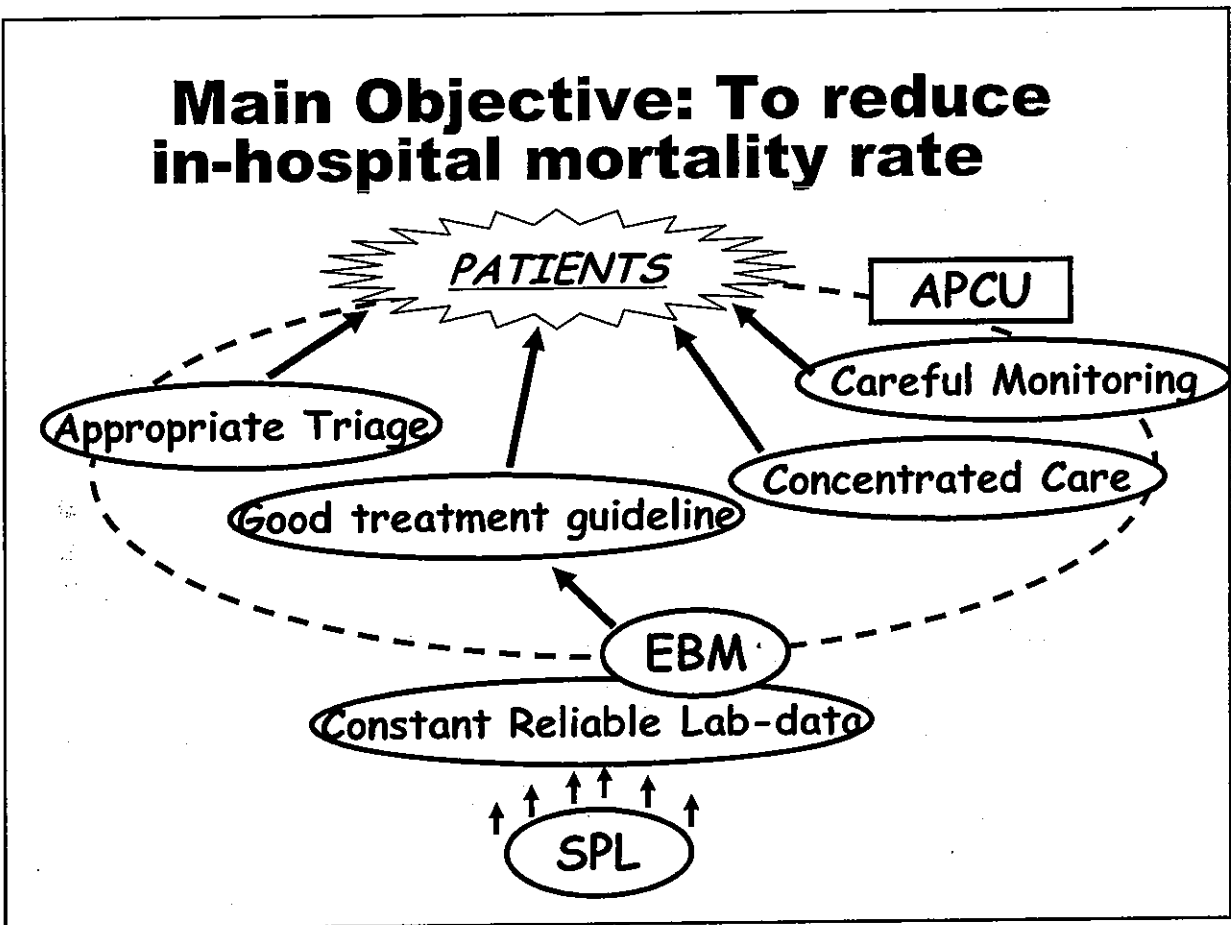 Main Objective: To reduce
in-hospital mortality rate
PATIENTS
APCU
Careful Monitoring
Appropriate Triage
Concentrated Care
Good treatment guideline
EBM
Constant Reliable Lab-data
SPL